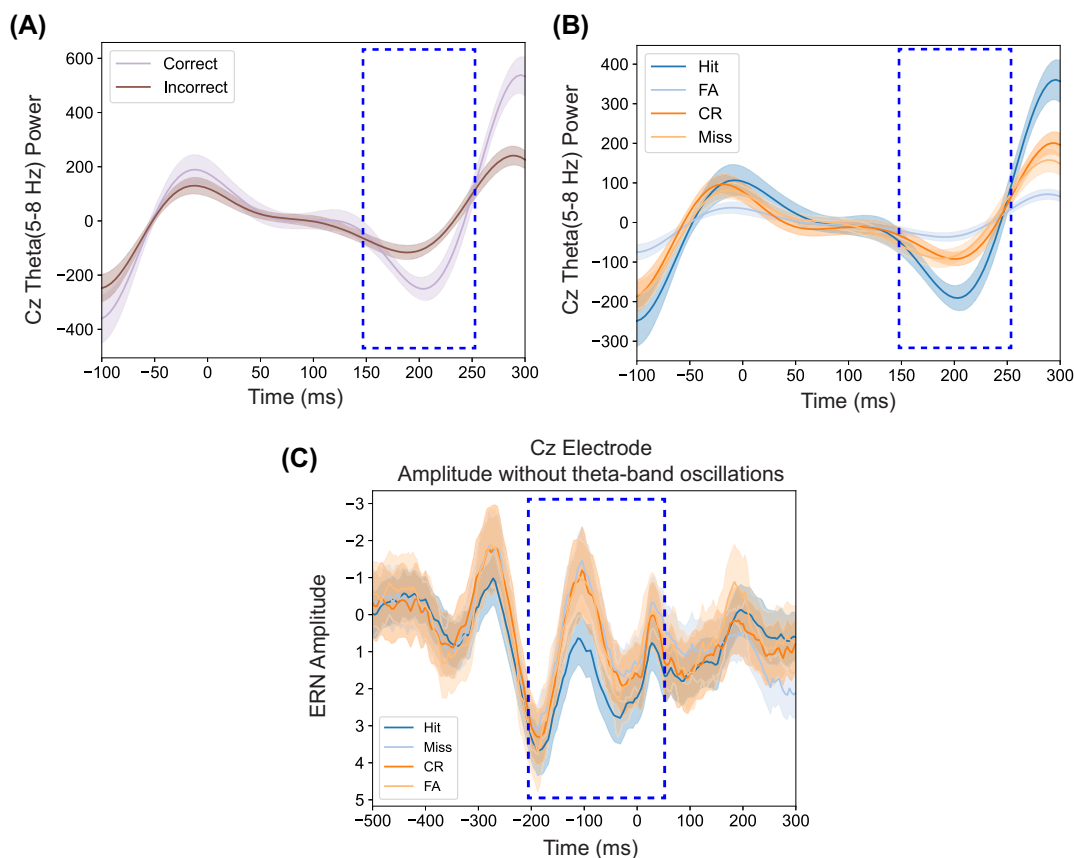 (A)
Correct
Incorrect
600
400
200
0
−200
−400
Cz Theta(5-8 Hz) Power
−100 −50 0 50 100 150 200 250 300
Time (ms)
(B)
Hit
FA
CR
Miss
400
300
200
100
0
−100
−200
−300
Cz Theta(5-8 Hz) Power
−100 −50 0 50 100 150 200 250 300
Time (ms)
(C)
Cz Electrode
Amplitude without theta-band oscillations
-3
-2
-1
0
1
2
3
4
5
ERN Amplitude
Hit
Miss
CR
FA
-500 -400 -300 -200 -100 0 100 200 300
Time (ms)